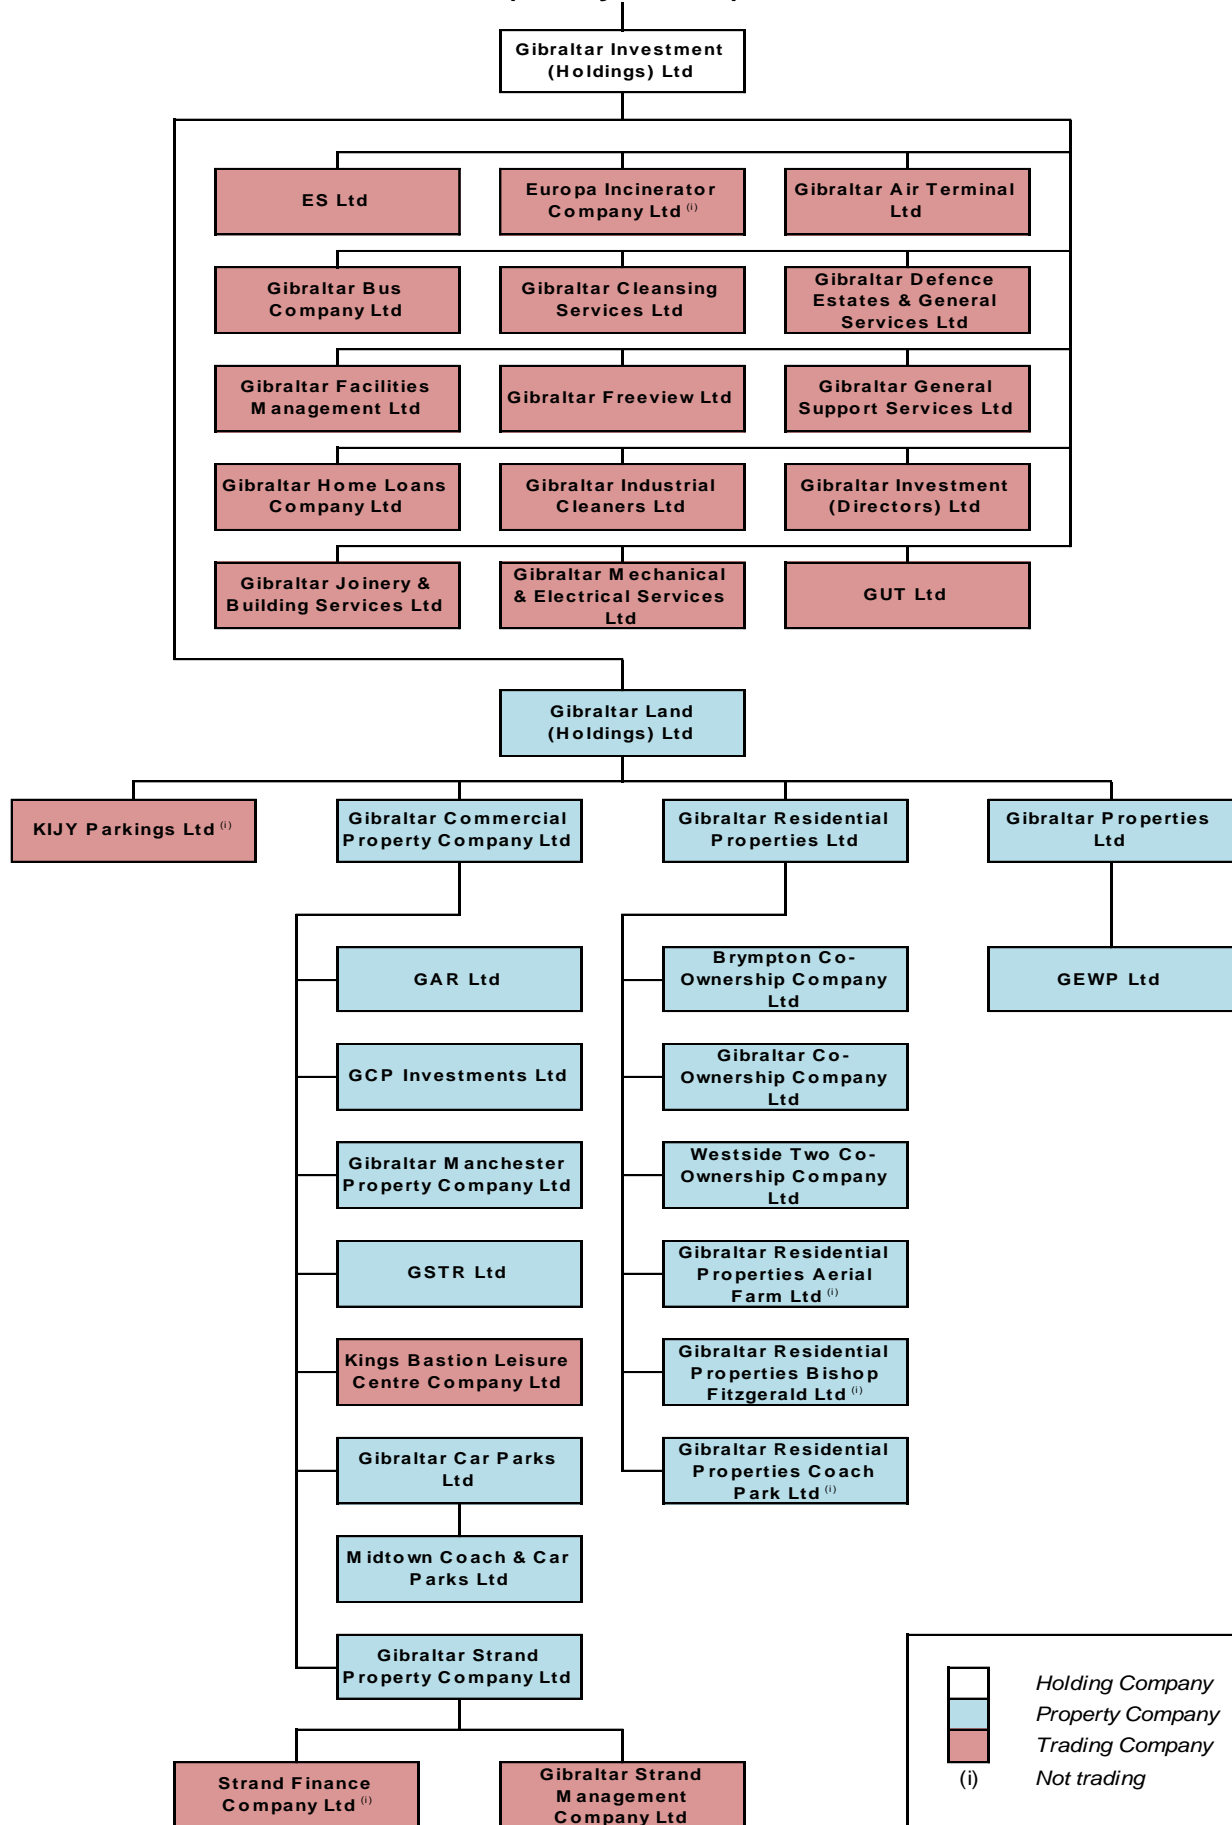 Gibraltar Investment
(Holdings) Ltd
ES Ltd
Europa Incinerator
Company Ltd (i)
Gibraltar Air Terminal
Ltd
Gibraltar Bus
Company Ltd
Gibraltar Cleansing
Services Ltd
Gibraltar Defence
Estates & General
Services Ltd
Gibraltar Facilities
Management Ltd
Gibraltar Freeview Ltd
Gibraltar General
Support Services Ltd
Gibraltar Home Loans
Company Ltd
Gibraltar Industrial
Cleaners Ltd
Gibraltar Investment
(Directors) Ltd
Gibraltar Joinery &
Building Services Ltd
Gibraltar Mechanical
& Electrical Services
Ltd
GUT Ltd
Gibraltar Land
(Holdings) Ltd
KIJY Parkings Ltd (i)
Gibraltar Commercial
Property Company Ltd
Gibraltar Residential
Properties Ltd
Gibraltar Properties
Ltd
GAR Ltd
Brympton Co-
Ownership Company
Ltd
GEWP Ltd
GCP Investments Ltd
Gibraltar Co-
Ownership Company
Ltd
Gibraltar Manchester
Property Company Ltd
Westside Two Co-
Ownership Company
Ltd
GSTR Ltd
Gibraltar Residential
Properties Aerial
Farm Ltd (i)
Kings Bastion Leisure
Centre Company Ltd
Gibraltar Residential
Properties Bishop
Fitzgerald Ltd (i)
Gibraltar Car Parks
Ltd
Gibraltar Residential
Properties Coach
Park Ltd (i)
Midtown Coach & Car
Parks Ltd
Gibraltar Strand
Property Company Ltd
Strand Finance
Company Ltd (i)
Gibraltar Strand
Management
Company Ltd
Holding Company
Property Company
Trading Company
(i) Not trading